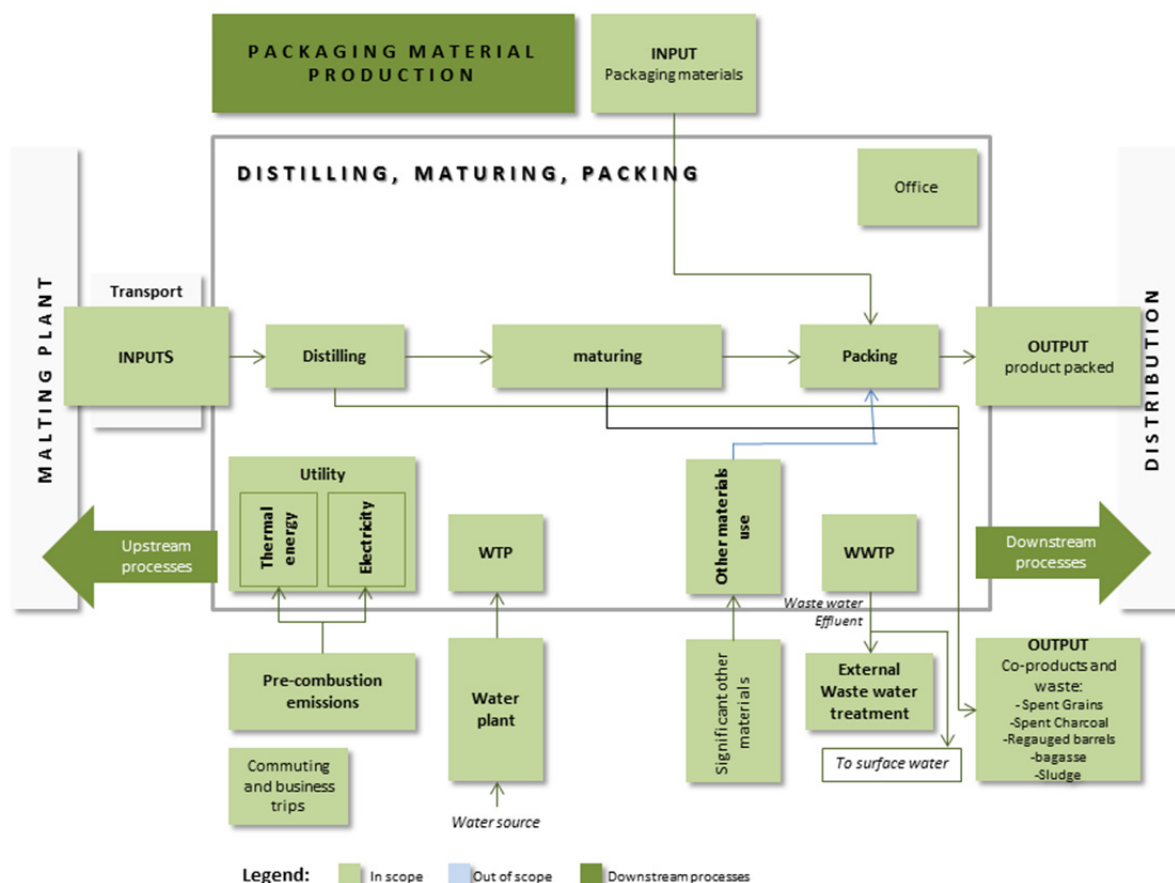 PACKAGING MATERIAL
PRODUCTION
INPUT
Packaging materials
DISTILLING, MATURING, PACKING
Office
MALTING PLANT
Transport
INPUTS
Distilling
maturing
Packing
OUTPUT
product packed
DISTRIBUTION
Utility
Thermal
energy
Electricity
WTP
Other materials
use
WWTP
Upstream
processes
Downstream
processes
Waste water
Effluent
Pre-combustion
emissions
Water
plant
Significant other
materials
External
Waste water
treatment
OUTPUT
Co-products and
waste:
- Spent Grains
- Spent Charcoal
-Regauged barrels
-bagasse
-Sludge
To surface water
Commuting
and business
trips
Water source
Legend:
In scope
Out of scope
Downstream processes